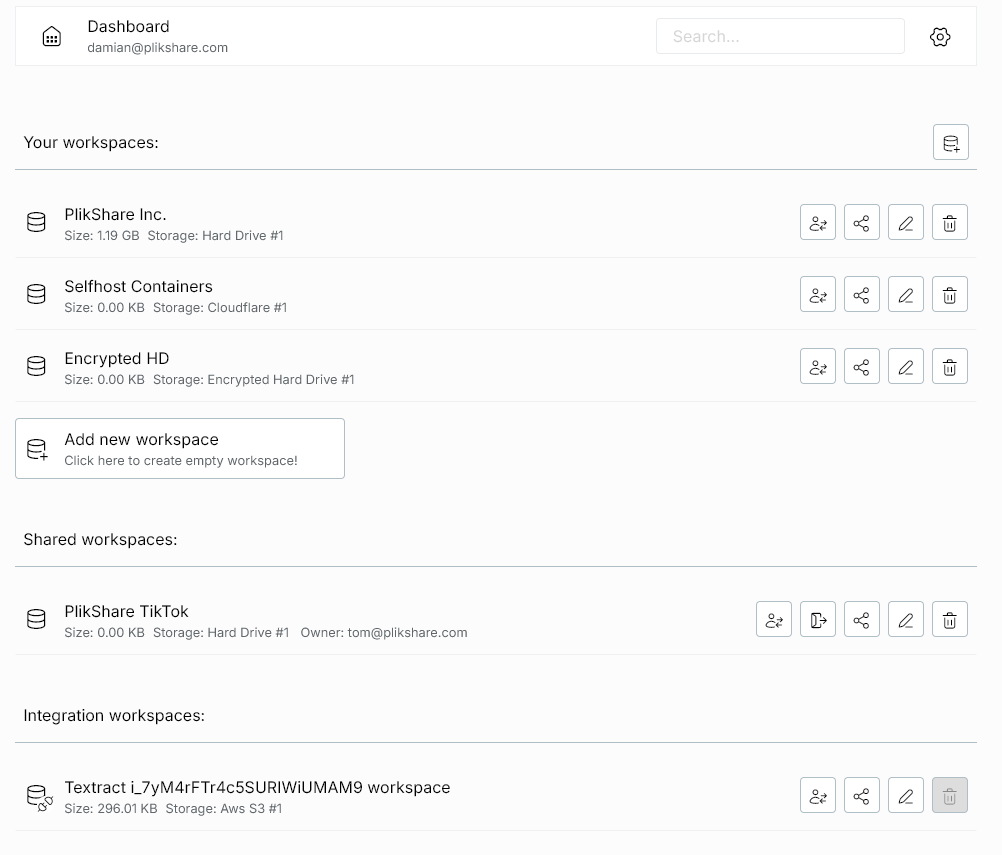 Dashboard
damian@plikshare.com
Search...
Your workspaces:
PlikShare Inc.
Size: 1.19 GB Storage: Hard Drive #1
Selfhost Containers
Size: 0.00 KB Storage: Cloudflare #1
Encrypted HD
Size: 0.00 KB Storage: Encrypted Hard Drive #1
Add new workspace
Click here to create empty workspace!
Shared workspaces:
PlikShare TikTok
Size: 0.00 KB Storage: Hard Drive #1 Owner: tom@plikshare.com
Integration workspaces:
Textract i_7yM4rFTr4c5SURIWiUMAM9 workspace
Size: 296.01 KB Storage: Aws S3 #1